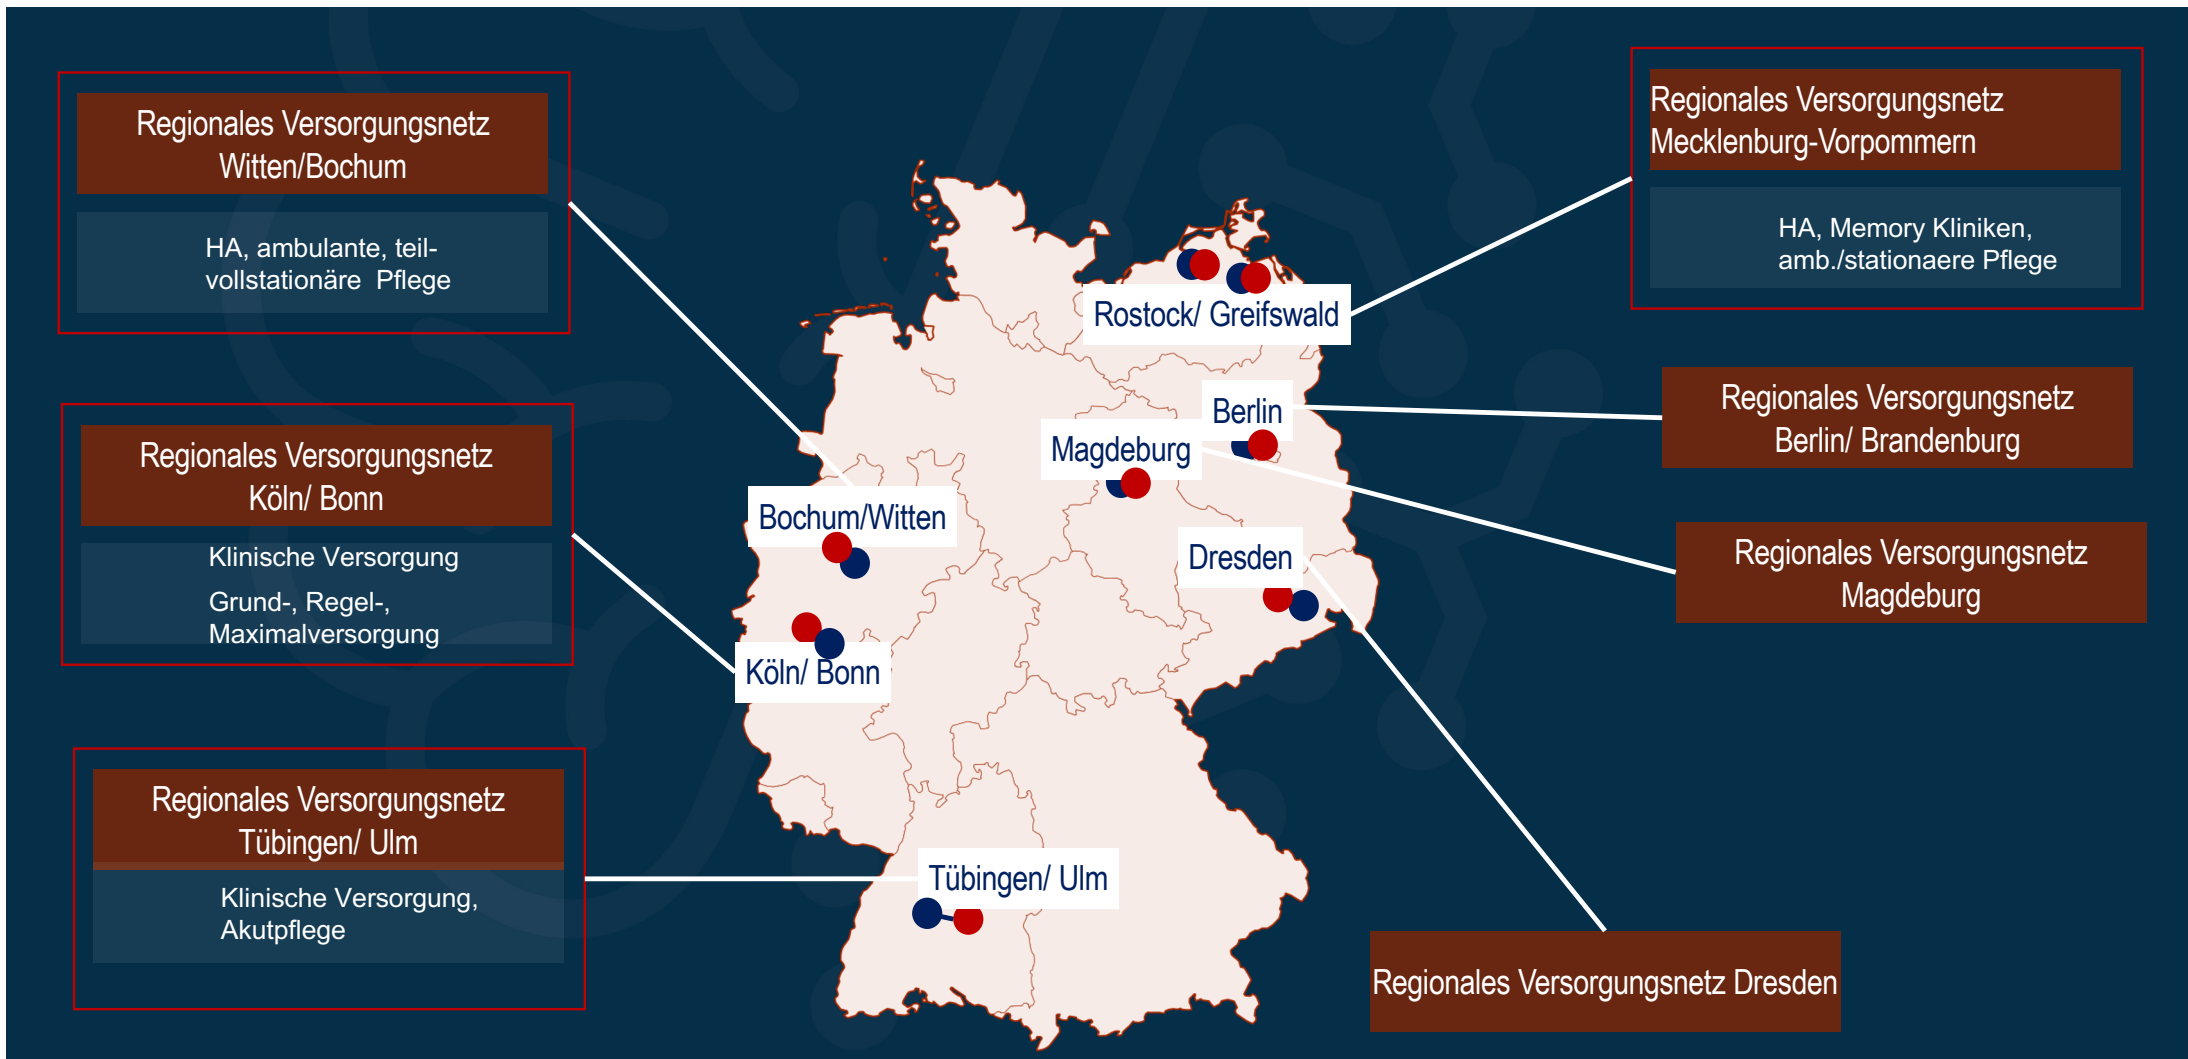 Regionales Versorgungsnetz
Witten/Bochum
HA, ambulante, teil-
vollstationäre  Pflege
Regionales Versorgungsnetz
Köln/ Bonn
Klinische Versorgung
Grund-, Regel-,
Maximalversorgung
Regionales Versorgungsnetz
Tübingen/ Ulm
Klinische Versorgung,
Akutpflege
Rostock/ Greifswald
Berlin
Magdeburg
Bochum/Witten
Dresden
Köln/ Bonn
Tübingen/ Ulm
Regionales Versorgungsnetz
Mecklenburg-Vorpommern
HA, Memory Kliniken,
amb./stationaere Pflege
Regionales Versorgungsnetz
Berlin/ Brandenburg
Regionales Versorgungsnetz
Magdeburg
Regionales Versorgungsnetz Dresden